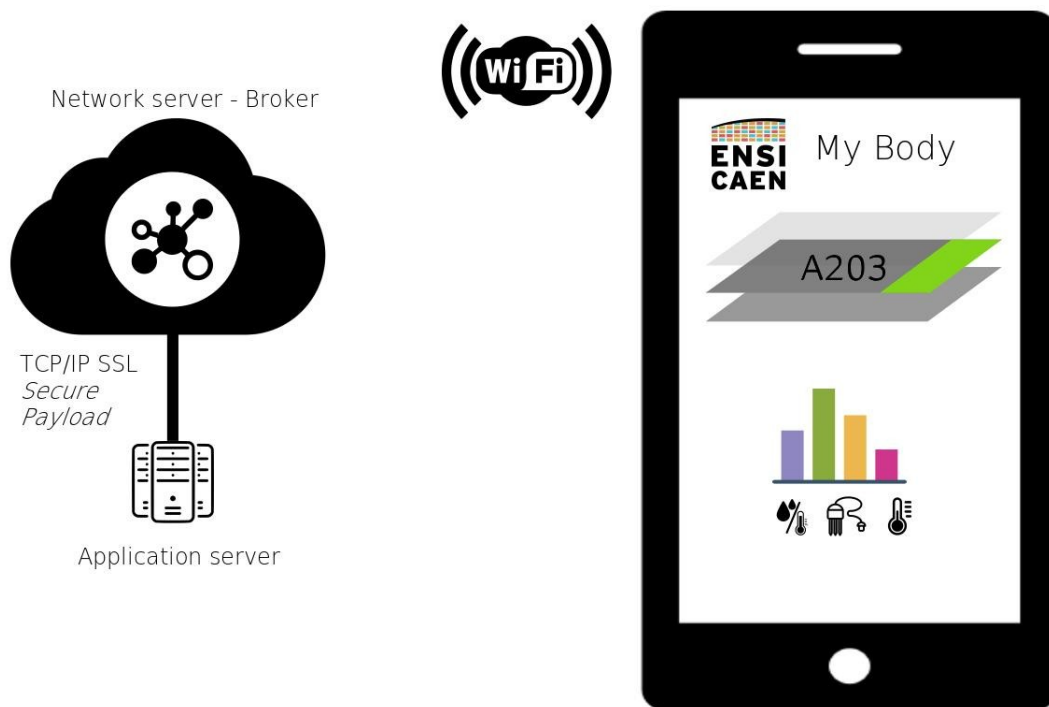 Network server - Broker
TCP/IP SSL
Secure
Payload
Application server
WiFi
ENSI
CAEN
My Body
A203